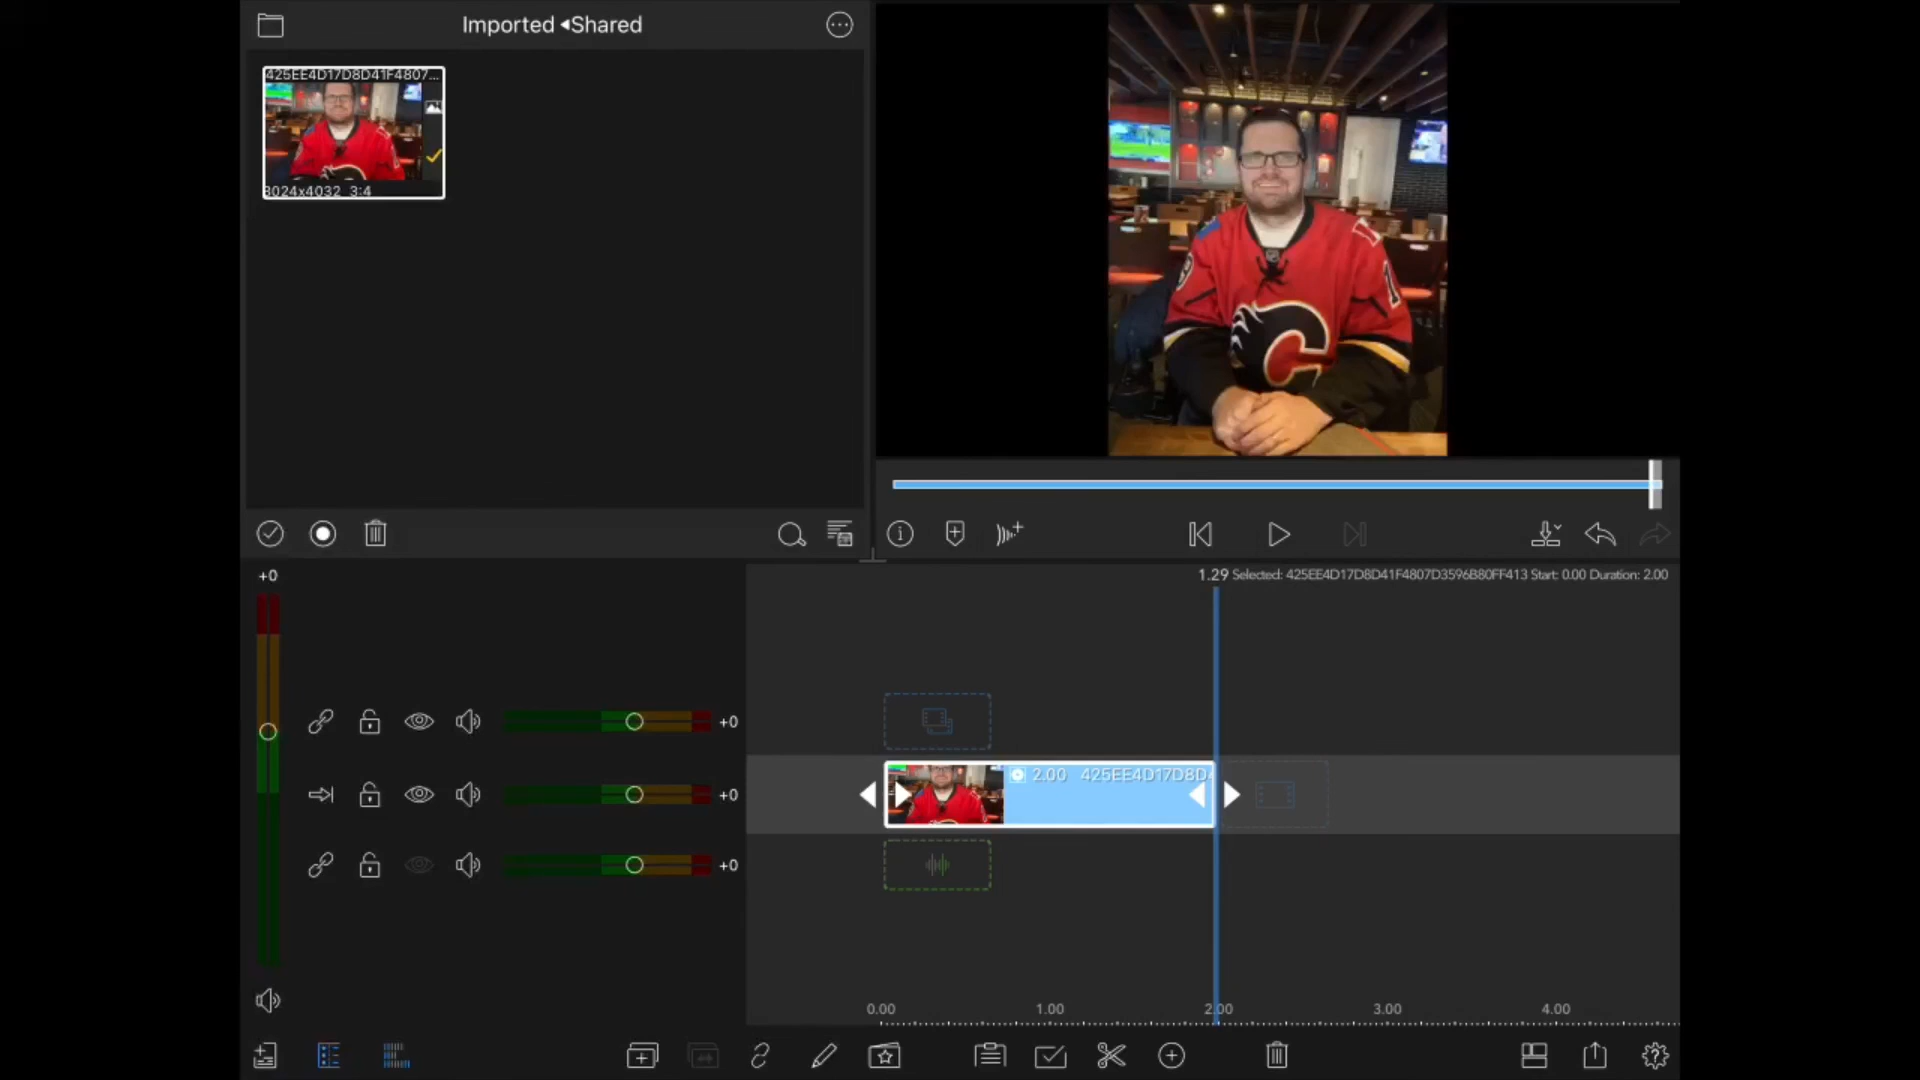 Imported ◂Shared
425EE4D17D8D41F4807...
3024x4032 3:4
+0
1.29 Selected: 425EE4D17D8D41F4807D3596B80FF413 Start: 0.00 Duration: 2.00
+0
2.00 425EE4D17D8D4
+0
+0
0.00 1.00 2.00 3.00 4.00